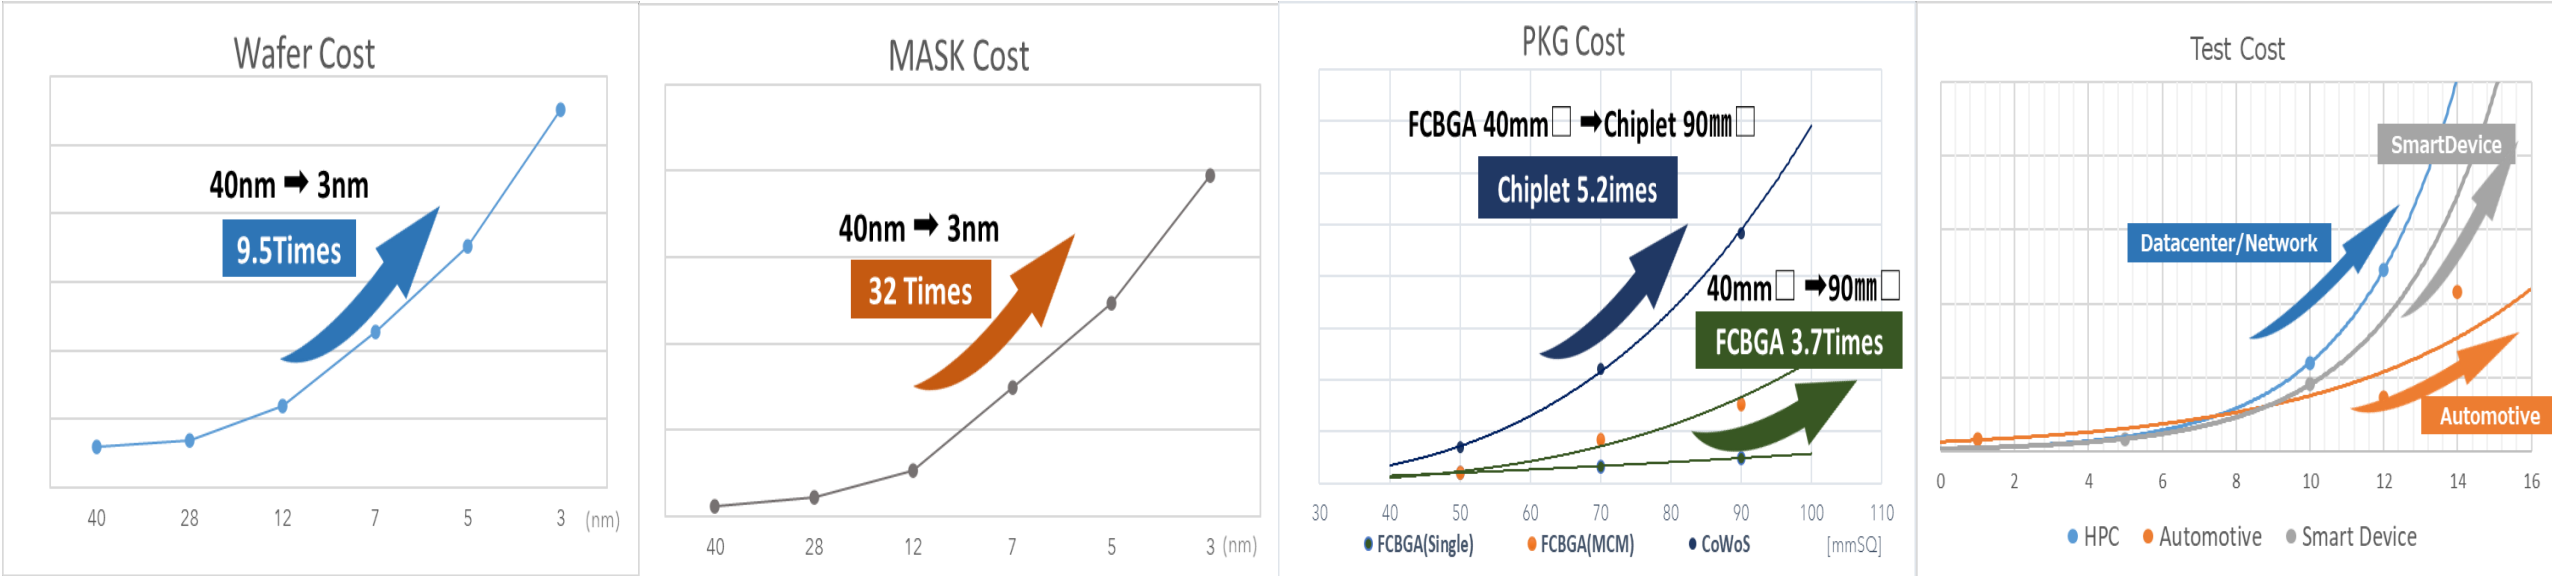 Wafer Cost
40nm ➡ 3nm
9.5Times
40 28 12 7 5 3 (nm)
MASK Cost
40nm ➡ 3nm
32 Times
40 28 12 7 5 3 (nm)
PKG Cost
FCBGA 40mm□ ➡Chiplet 90㎜□
Chiplet 5.2imes
40mm□ ➡90㎜□
FCBGA 3.7Times
30 40 50 60 70 80 90 100 110
FCBGA(Single) FCBGA(MCM) CoWoS [mmSQ]
Test Cost
SmartDevice
Datacenter/Network
Automotive
0 2 4 6 8 10 12 14 16
HPC Automotive Smart Device